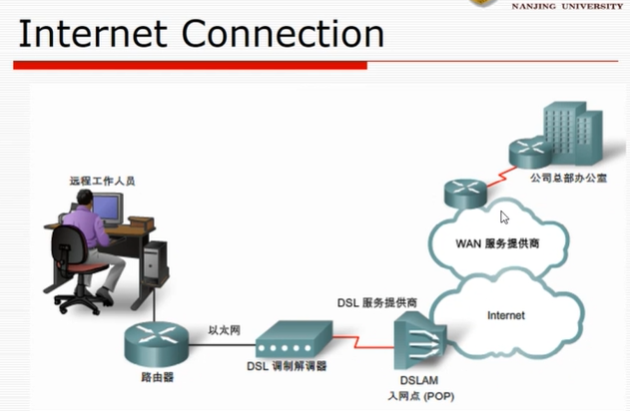 NANJING UNIVERSITY
Internet Connection
公司总部办公室
远程工作人员
WAN 服务提供商
DSL 服务提供商
Internet
以太网
路由器
DSL 调制解调器
DSLAM
入网点 (POP)